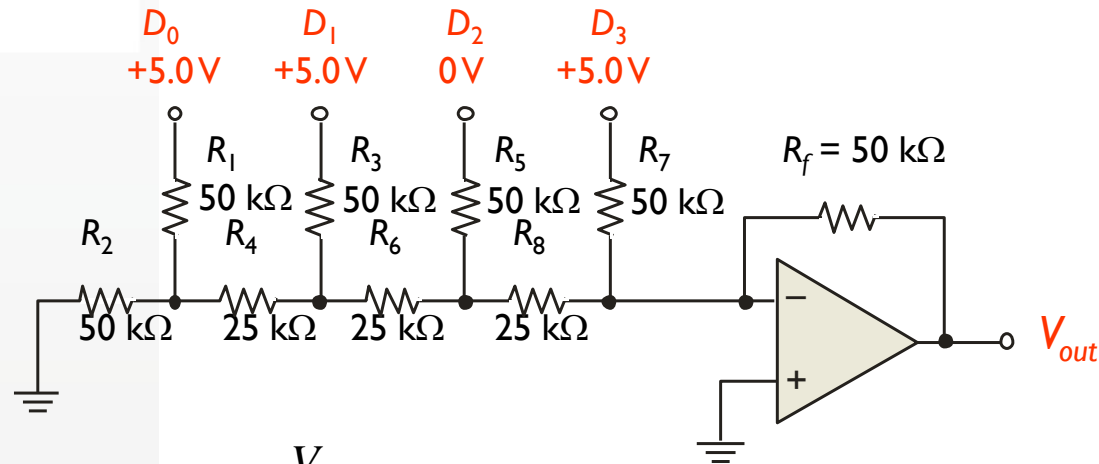 D0 D1 D2 D3
+5.0 V +5.0 V 0 V +5.0 V
R1 R3 R5 R7 Rf = 50 kΩ
50 kΩ 50 kΩ 50 kΩ 50 kΩ
R2 R4 R6 R8
50 kΩ 25 kΩ 25 kΩ 25 kΩ
−
+
Vout
V